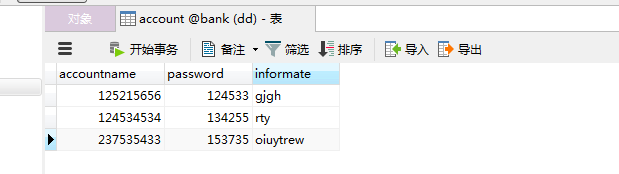 对象 account @bank (dd) - 表
开始事务 备注 筛选 排序 导入 导出
accountname password informate
125215656 124533 gjgh
124534534 134255 rty
237535433 153735 oiuytrew